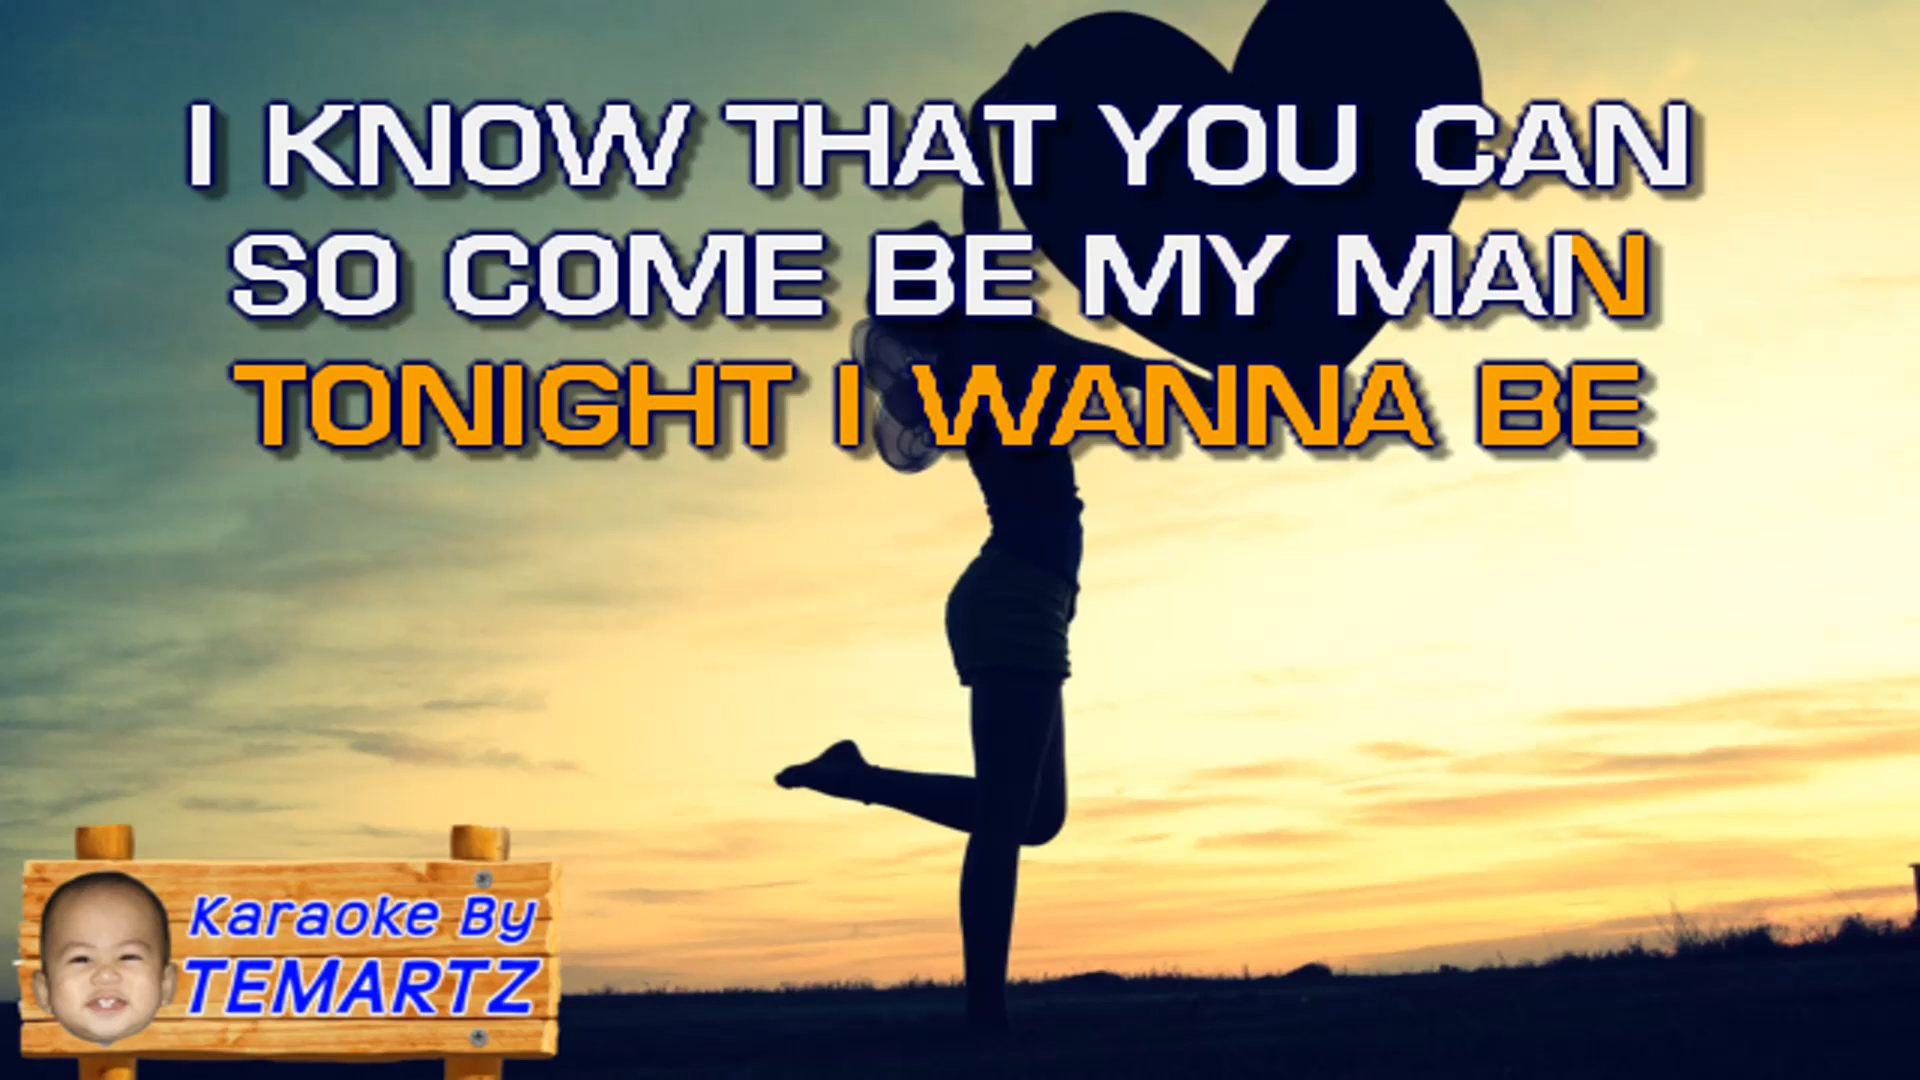 I KNOW THAT YOU CAN
SO COME BE MY MAN
TONIGHT I WANNA BE
Karaoke By
TEMARTZ